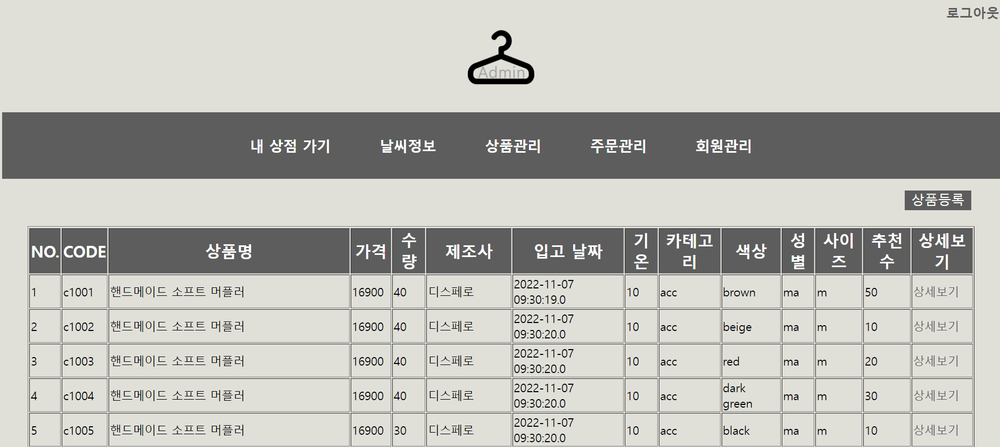 로그아웃
Admin
내 상점 가기 날씨정보 상품관리 주문관리 회원관리
상품등록
NO. CODE 상품명 가격 수량 제조사 입고 날짜 기온 카테고리 색상 성별 사이즈 추천수 상세보기
1 c1001 핸드메이드 소프트 머플러 16900 40 디스페로 2022-11-07 09:30:19.0 10 acc brown ma m 50 상세보기
2 c1002 핸드메이드 소프트 머플러 16900 40 디스페로 2022-11-07 09:30:20.0 10 acc beige ma m 10 상세보기
3 c1003 핸드메이드 소프트 머플러 16900 40 디스페로 2022-11-07 09:30:20.0 10 acc red ma m 20 상세보기
4 c1004 핸드메이드 소프트 머플러 16900 40 디스페로 2022-11-07 09:30:20.0 10 acc dark green ma m 30 상세보기
5 c1005 핸드메이드 소프트 머플러 16900 30 디스페로 2022-11-07 09:30:20.0 10 acc black ma m 10 상세보기